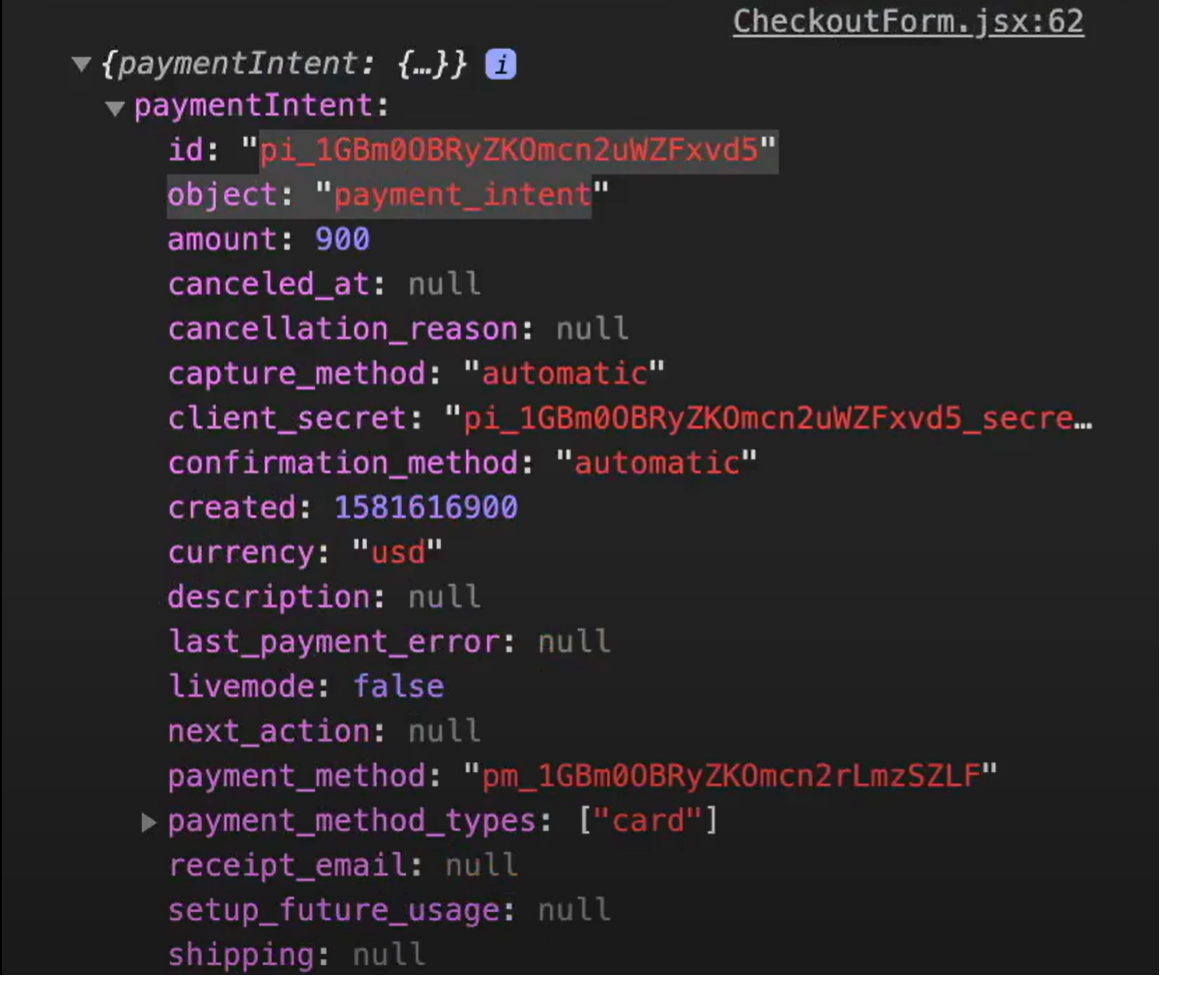 CheckoutForm.jsx:62
▼{paymentIntent: {…}} i
▼paymentIntent:
id: "pi_1GBm0OBRyZKOmcn2uWZFxvd5"
object: "payment_intent"
amount: 900
canceled_at: null
cancellation_reason: null
capture_method: "automatic"
client_secret: "pi_1GBm0OBRyZKOmcn2uWZFxvd5_secre…
confirmation_method: "automatic"
created: 1581616900
currency: "usd"
description: null
last_payment_error: null
livemode: false
next_action: null
payment_method: "pm_1GBm0OBRyZKOmcn2rLmzSZLF"
▶payment_method_types: ["card"]
receipt_email: null
setup_future_usage: null
shipping: null